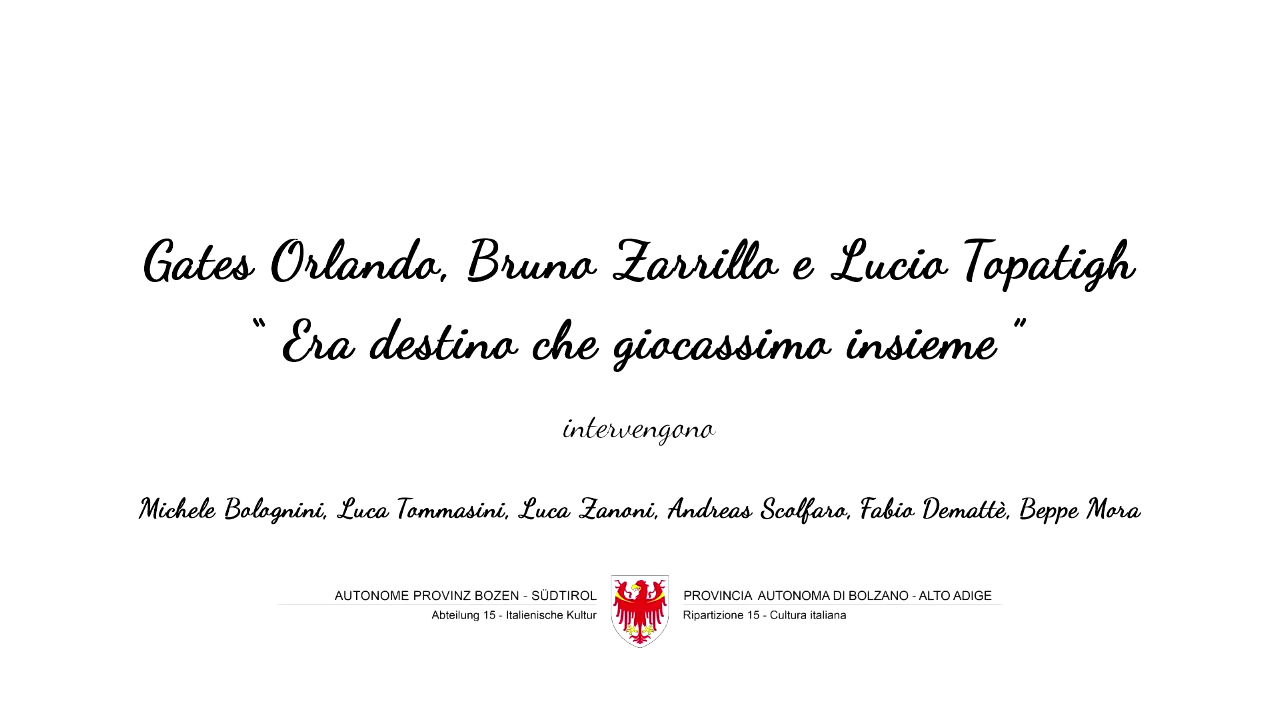 Gates Orlando, Bruno Zarrillo e Lucio Topatigh
“ Era destino che giocassimo insieme ”
intervengono
Michele Bolognini, Luca Tommasini, Luca Zanoni, Andreas Scolfaro, Fabio Demattè, Beppe Mora
AUTONOME PROVINZ BOZEN - SÜDTIROL
Abteilung 15 - Italienische Kultur
PROVINCIA AUTONOMA DI BOLZANO - ALTO ADIGE
Ripartizione 15 - Cultura italiana